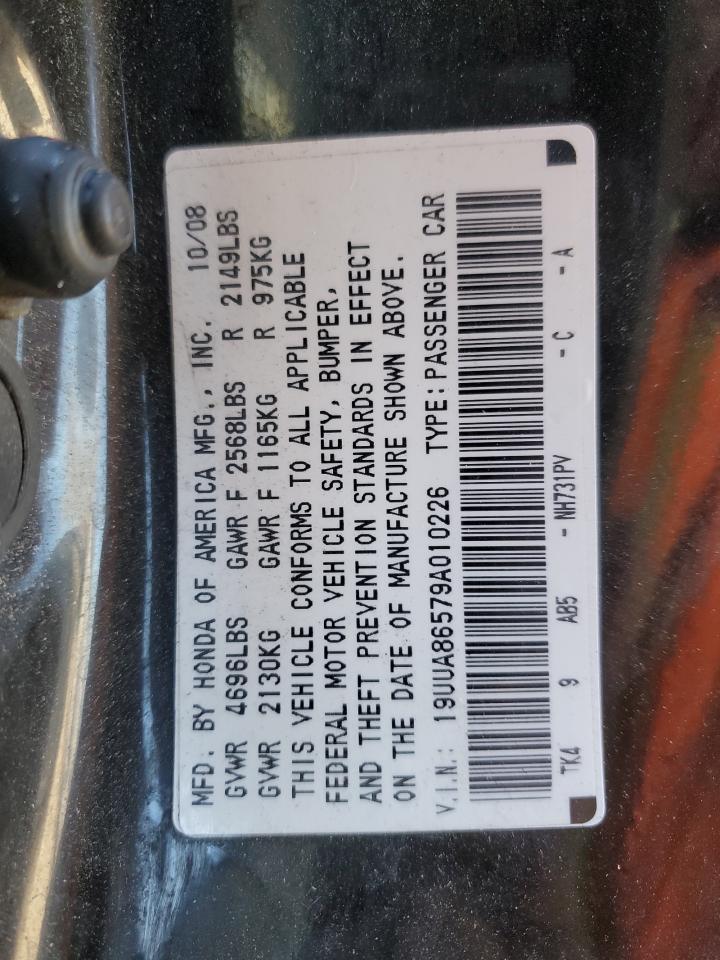 MFD. BY HONDA OF AMERICA MFG., INC. 10/08
GVWR 4696LBS GAWR F 2568LBS R 2149LBS
GVWR 2130KG GAWR F 1165KG R 975KG
THIS VEHICLE CONFORMS TO ALL APPLICABLE
FEDERAL MOTOR VEHICLE SAFETY, BUMPER,
AND THEFT PREVENTION STANDARDS IN EFFECT
ON THE DATE OF MANUFACTURE SHOWN ABOVE.
V.I.N.: 19UUA86579A010226 TYPE: PASSENGER CAR
TK4 9 AB5 - NH731PV - C - A